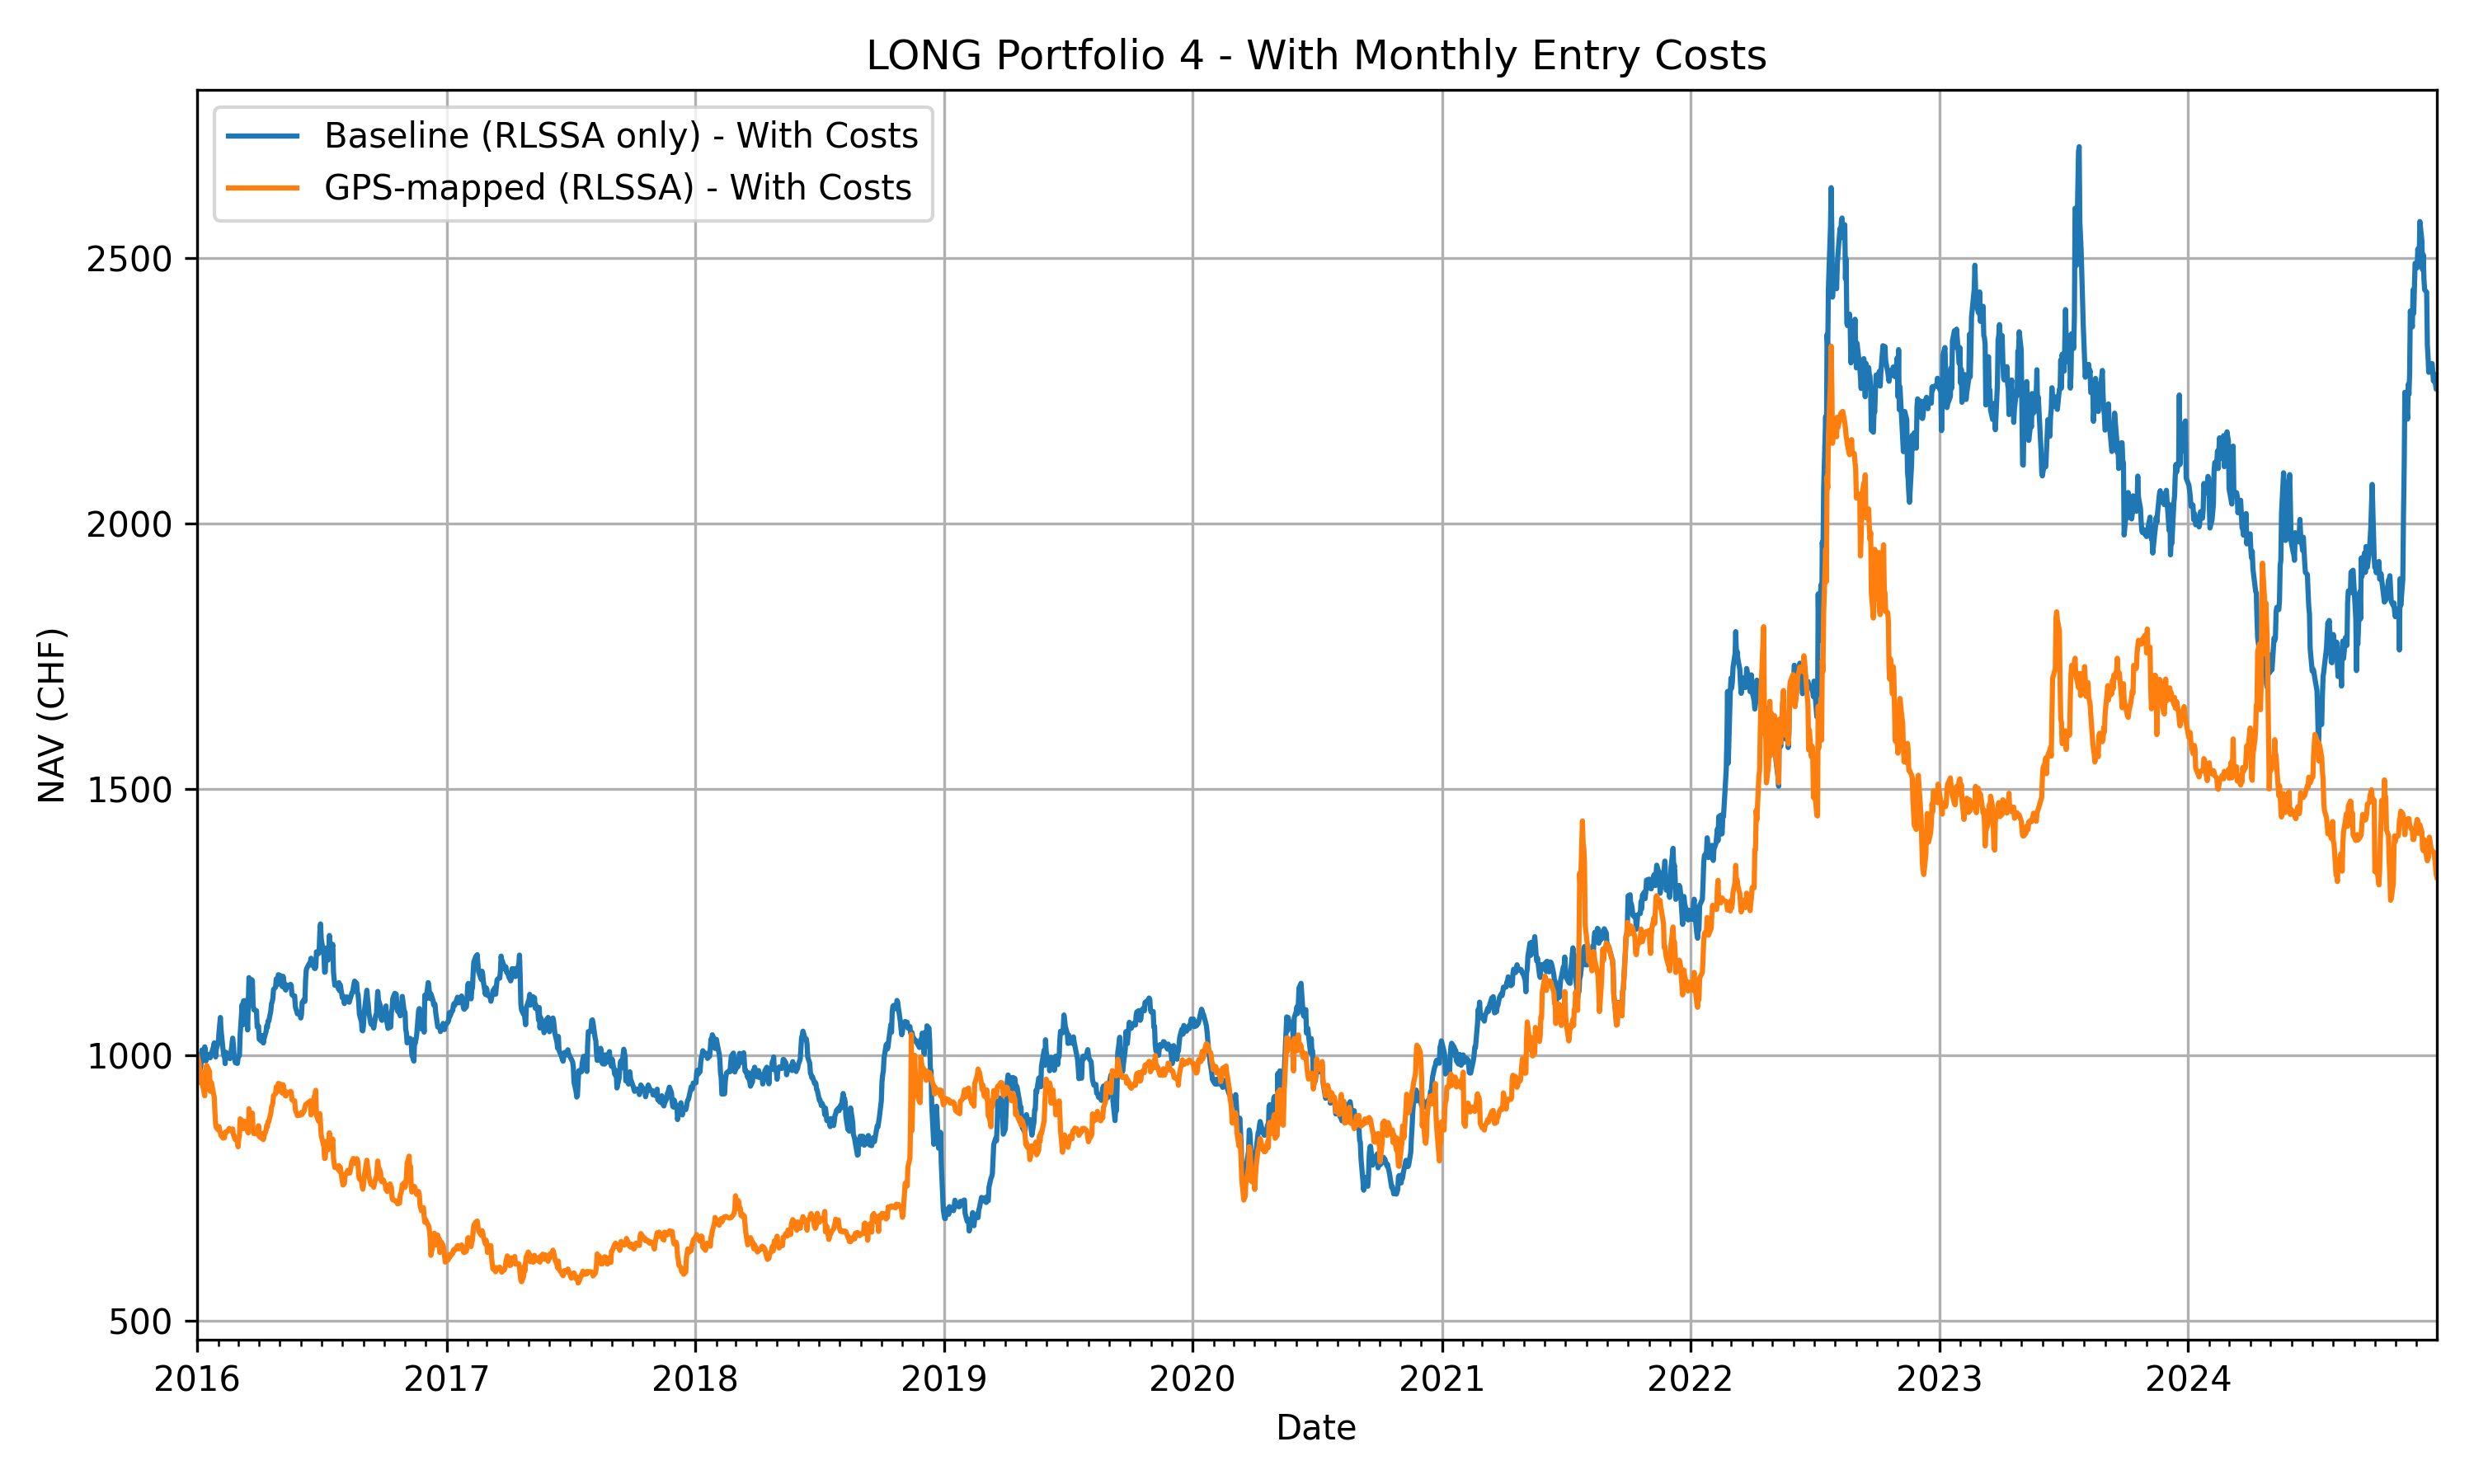 LONG Portfolio 4 - With Monthly Entry Costs
Baseline (RLSSA only) - With Costs
GPS-mapped (RLSSA) - With Costs
2500
2000
1500
1000
500
NAV (CHF)
2016 2017 2018 2019 2020 2021 2022 2023 2024
Date